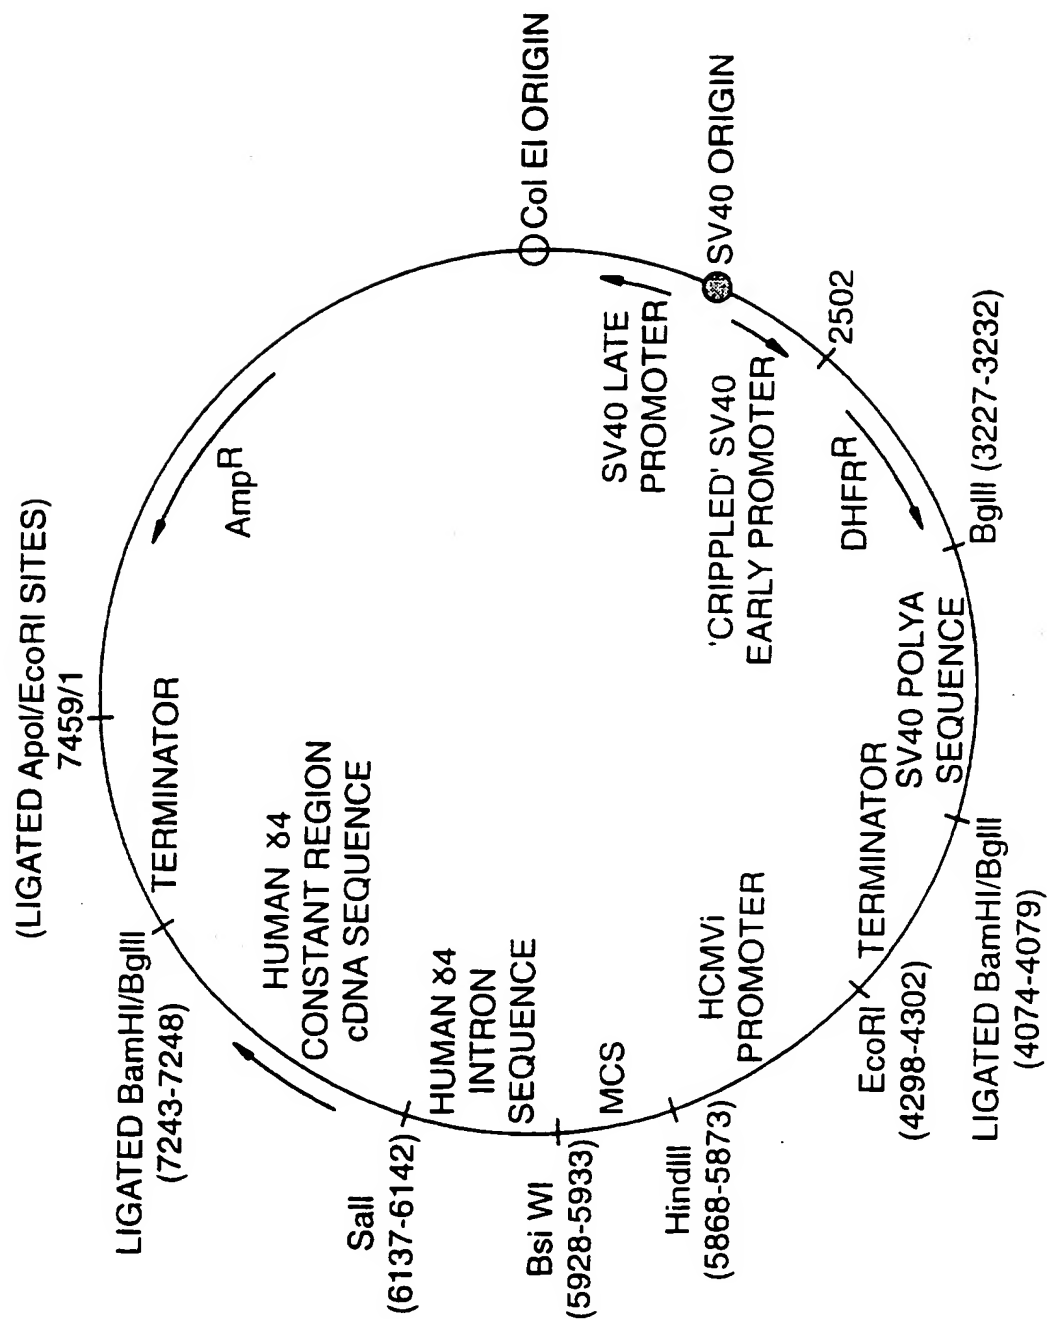 (LIGATED ApoI/EcoRI SITES)
7459/1
AmpR
Col EI ORIGIN
SV40 LATE
PROMOTER
SV40 ORIGIN
'CRIPPLED' SV40
EARLY PROMOTER
2502
DHFRR
BglII (3227-3232)
SV40 POLYA
SEQUENCE
LIGATED BamHI/BglII
(4074-4079)
TERMINATOR
EcoRI
(4298-4302)
HCMVi
PROMOTER
HindIII
(5868-5873)
MCS
Bsi WI
(5928-5933)
HUMAN γ4
INTRON
SEQUENCE
SalI
(6137-6142)
HUMAN γ4
CONSTANT REGION
cDNA SEQUENCE
LIGATED BamHI/BglII
(7243-7248)
TERMINATOR